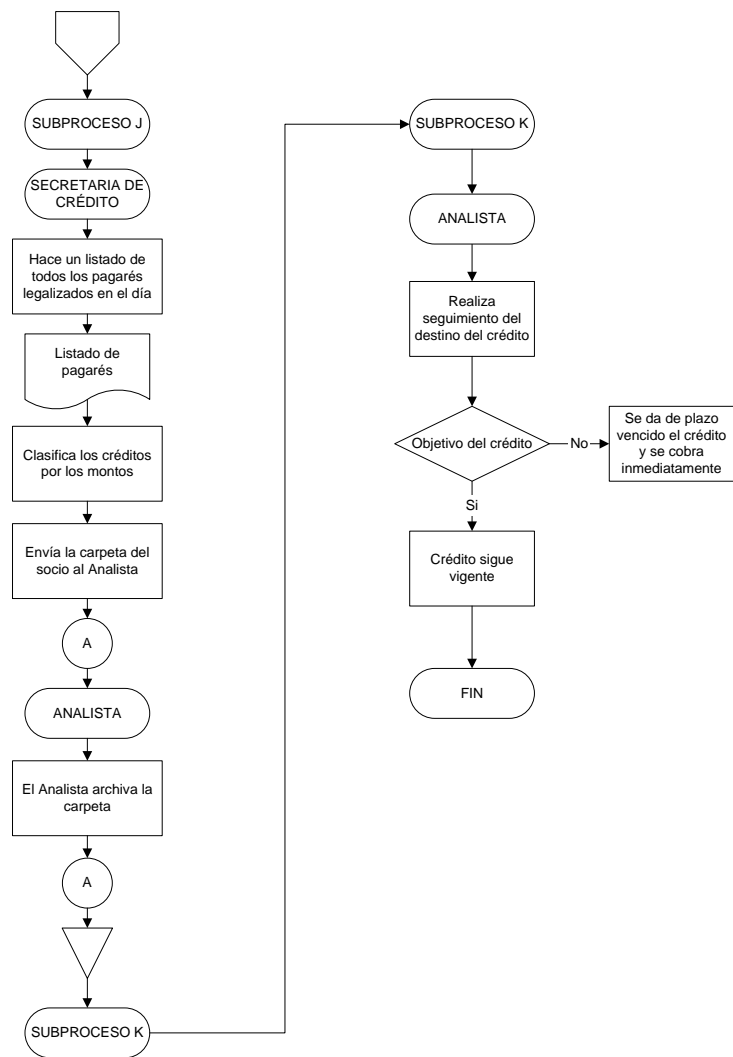 SUBPROCESO J
SECRETARIA DE
CRÉDITO
Hace un listado de
todos los pagarés
legalizados en el día
Listado de
pagarés
Clasifica los créditos
por los montos
Envía la carpeta del
socio al Analista
A
ANALISTA
El Analista archiva la
carpeta
A
SUBPROCESO K
SUBPROCESO K
ANALISTA
Realiza
seguimiento del
destino del crédito
Objetivo del crédito
No
Se da de plazo
vencido el crédito
y se cobra
inmediatamente
Si
Crédito sigue
vigente
FIN